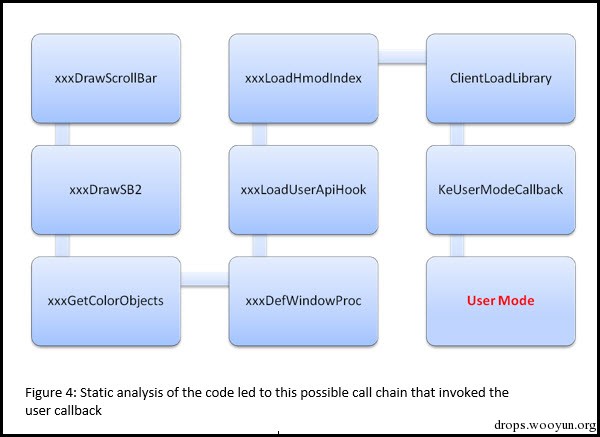 xxxDrawScrollBar
xxxLoadHmodIndex
ClientLoadLibrary
xxxDrawSB2
xxxLoadUserApiHook
KeUserModeCallback
xxxGetColorObjects
xxxDefWindowProc
User Mode
Figure 4: Static analysis of the code led to this possible call chain that invoked the
user callback
drops.wooyun.org